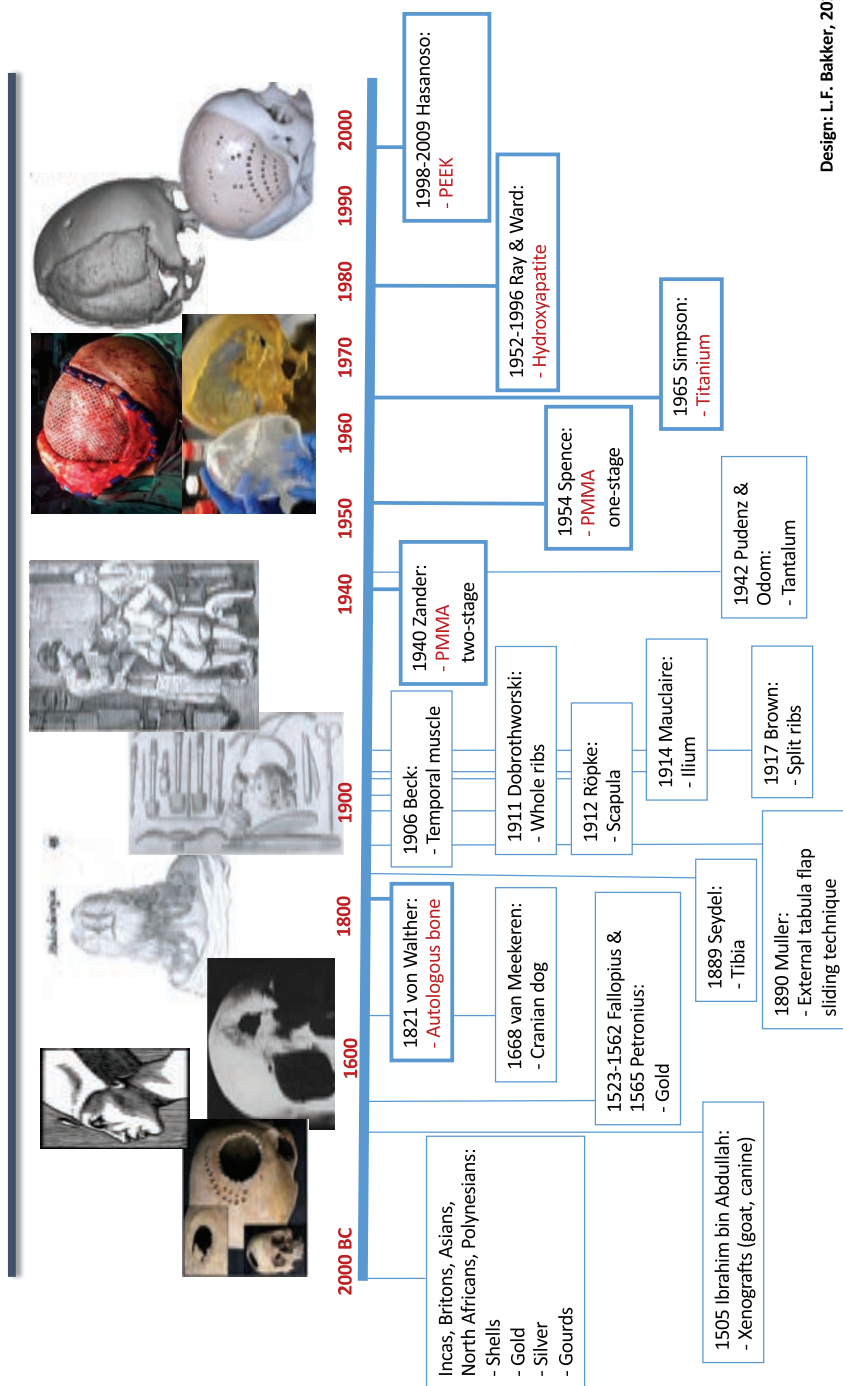 2000 BC
1600
1800
1900
1940
1950
1960
1970
1980
1990
2000
Incas, Britons, Asians,
North Africans, Polynesians:
- Shells
- Gold
- Silver
- Gourds
1505 Ibrahim bin Abdullah:
- Xenografts (goat, canine)
1523-1562 Fallopius &
1565 Petronius:
- Gold
1668 van Meekeren:
- Cranian dog
1821 von Walther:
- Autologous bone
1889 Seydel:
- Tibia
1890 Muller:
- External tabula flap
sliding technique
1906 Beck:
- Temporal muscle
1911 Dobrothworski:
- Whole ribs
1912 Röpke:
- Scapula
1914 Mauclaire:
- Ilium
1917 Brown:
- Split ribs
1940 Zander:
- PMMA
two-stage
1942 Pudenz &
Odom:
- Tantalum
1954 Spence:
- PMMA
one-stage
1965 Simpson:
- Titanium
1952-1996 Ray & Ward:
- Hydroxyapatite
1998-2009 Hasanoso:
- PEEK
Design: L.F. Bakker, 20